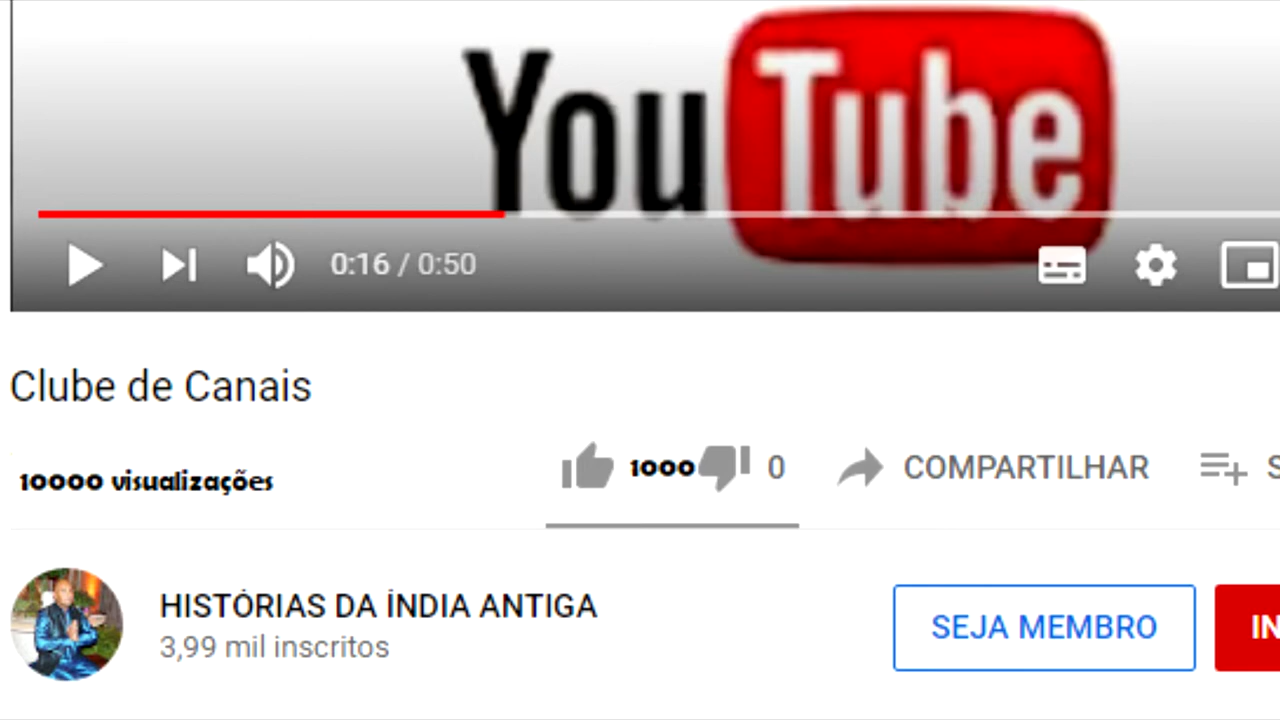 YouTube
0:16 / 0:50
Clube de Canais
10000 visualizações
1000 0 COMPARTILHAR S
HISTÓRIAS DA ÍNDIA ANTIGA
3,99 mil inscritos
SEJA MEMBRO IN